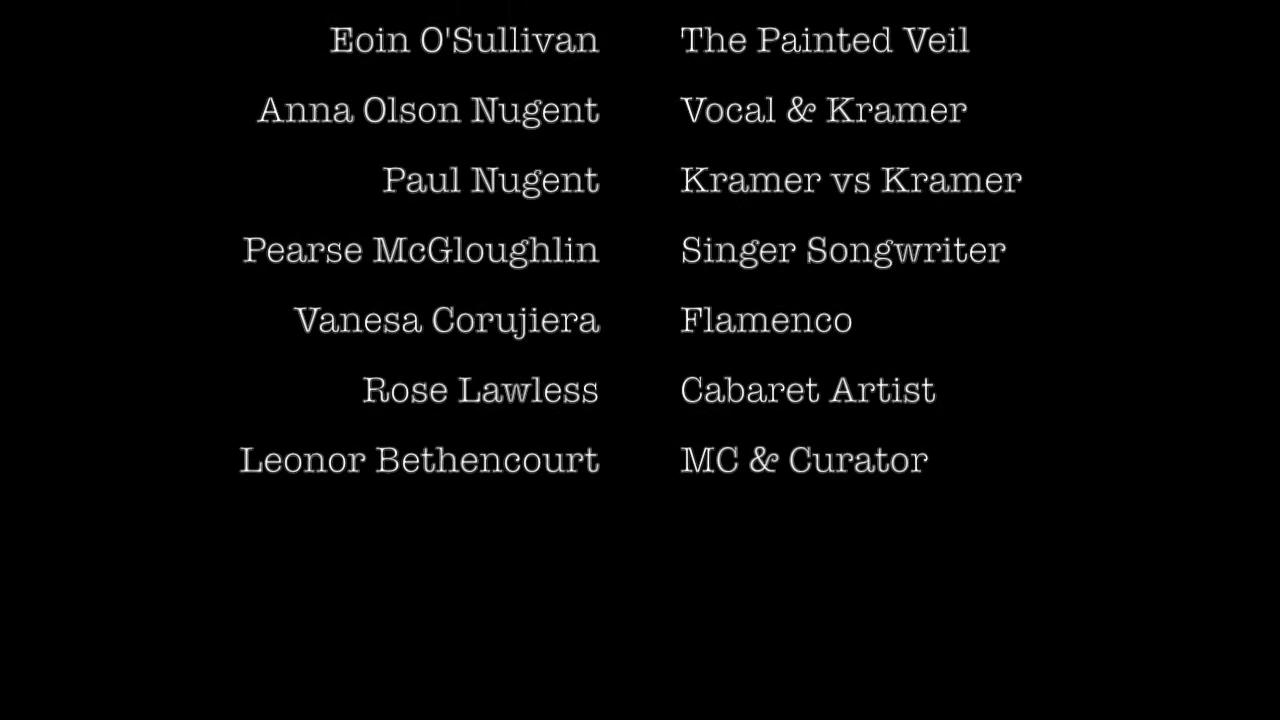 Eoin O'Sullivan The Painted Veil
Anna Olson Nugent Vocal & Kramer
Paul Nugent Kramer vs Kramer
Pearse McGloughlin Singer Songwriter
Vanesa Corujiera Flamenco
Rose Lawless Cabaret Artist
Leonor Bethencourt MC & Curator